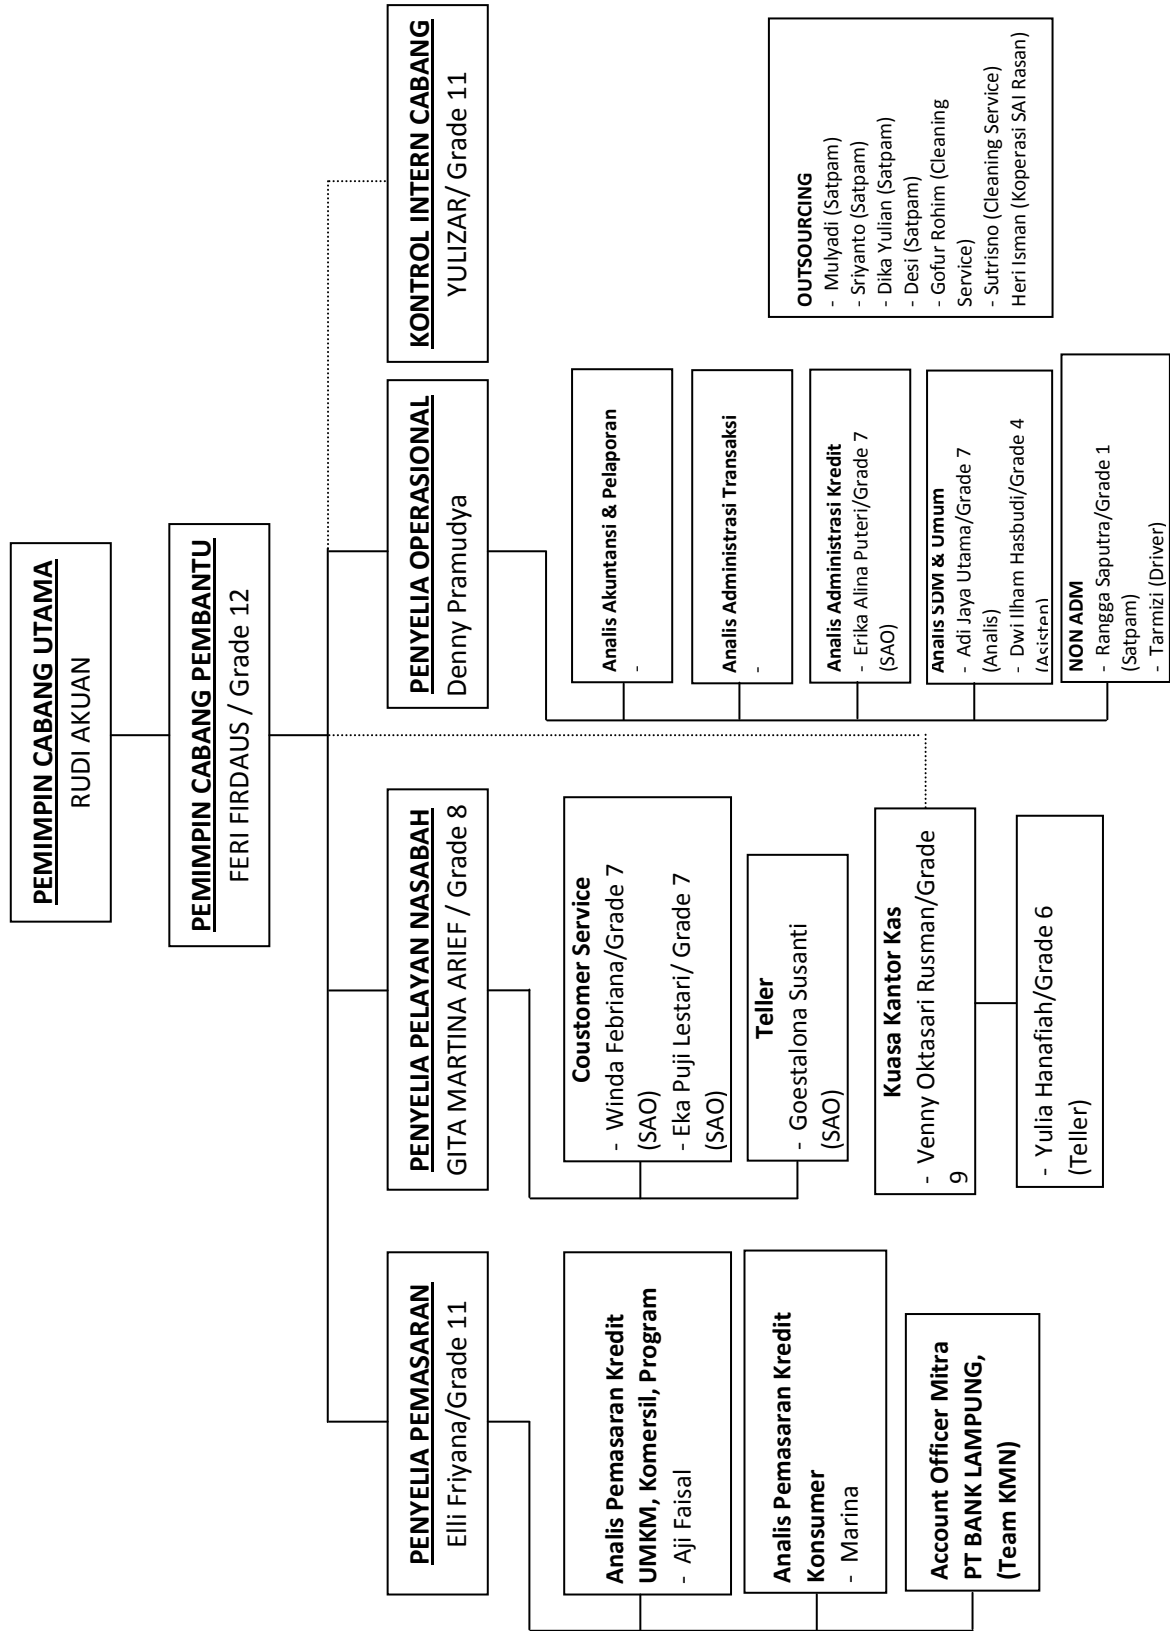 PEMIMPIN CABANG UTAMA
RUDI AKUAN
PEMIMPIN CABANG PEMBANTU
FERI FIRDAUS / Grade 12
PENYELIA PEMASARAN
Elli Friyana/Grade 11
PENYELIA PELAYAN NASABAH
GITA MARTINA ARIEF / Grade 8
PENYELIA OPERASIONAL
Denny Pramudya
KONTROL INTERN CABANG
YULIZAR/ Grade 11
Analis Pemasaran Kredit
UMKM, Komersil, Program
- Aji Faisal
Analis Pemasaran Kredit
Konsumer
- Marina
Account Officer Mitra
PT BANK LAMPUNG,
(Team KMN)
Coustomer Service
- Winda Febriana/Grade 7
(SAO)
- Eka Puji Lestari/ Grade 7
(SAO)
Teller
- Goestalona Susanti
(SAO)
Kuasa Kantor Kas
- Venny Oktasari Rusman/Grade
9
- Yulia Hanafiah/Grade 6
(Teller)
Analis Akuntansi & Pelaporan
-
Analis Administrasi Transaksi
-
Analis Administrasi Kredit
- Erika Alina Puteri/Grade 7
(SAO)
Analis SDM & Umum
- Adi Jaya Utama/Grade 7
(Analis)
- Dwi Ilham Hasbudi/Grade 4
(Asisten)
NON ADM
- Rangga Saputra/Grade 1
(Satpam)
- Tarmizi (Driver)
OUTSOURCING
- Mulyadi (Satpam)
- Sriyanto (Satpam)
- Dika Yulian (Satpam)
- Desi (Satpam)
- Gofur Rohim (Cleaning
Service)
- Sutrisno (Cleaning Service)
Heri Isman (Koperasi SAI Rasan)